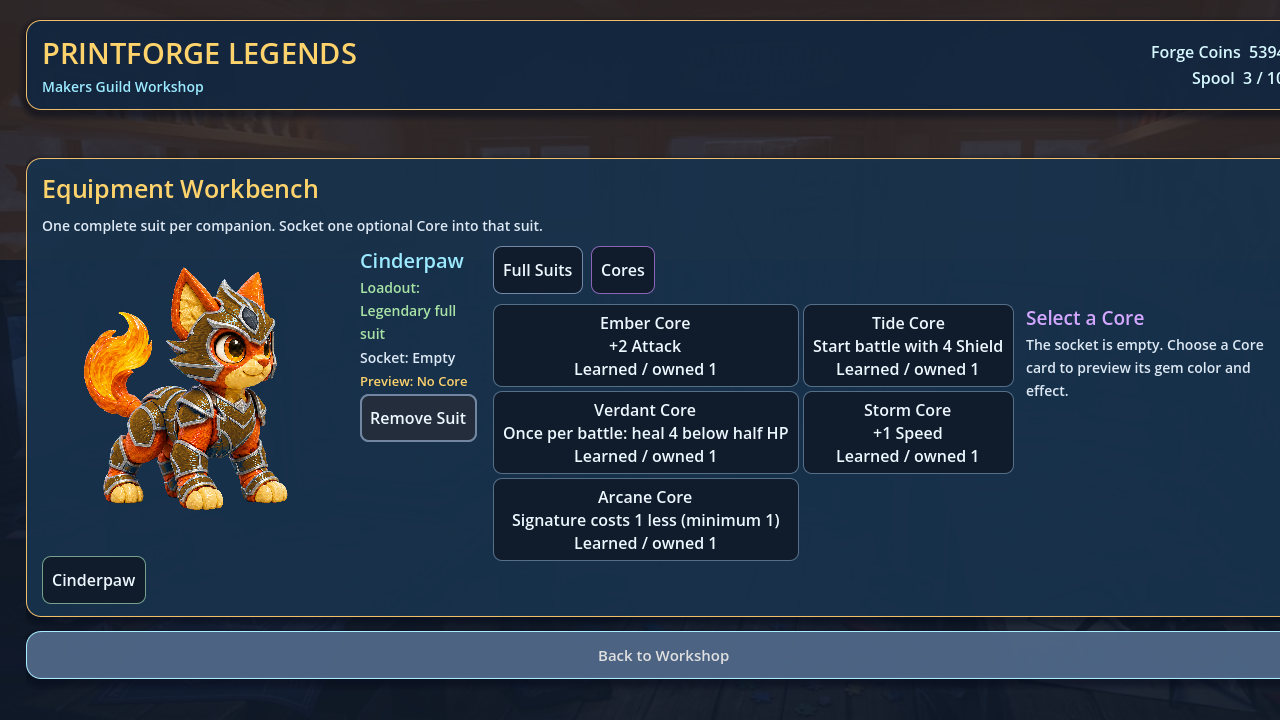 PRINTFORGE LEGENDS
Makers Guild Workshop
Forge Coins 5394
Spool 3 / 10
Equipment Workbench
One complete suit per companion. Socket one optional Core into that suit.
Cinderpaw
Loadout:
Legendary full
suit
Socket: Empty
Preview: No Core
Remove Suit
Full Suits
Cores
Ember Core
+2 Attack
Learned / owned 1
Tide Core
Start battle with 4 Shield
Learned / owned 1
Verdant Core
Once per battle: heal 4 below half HP
Learned / owned 1
Storm Core
+1 Speed
Learned / owned 1
Arcane Core
Signature costs 1 less (minimum 1)
Learned / owned 1
Select a Core
The socket is empty. Choose a Core
card to preview its gem color and
effect.
Cinderpaw
Back to Workshop